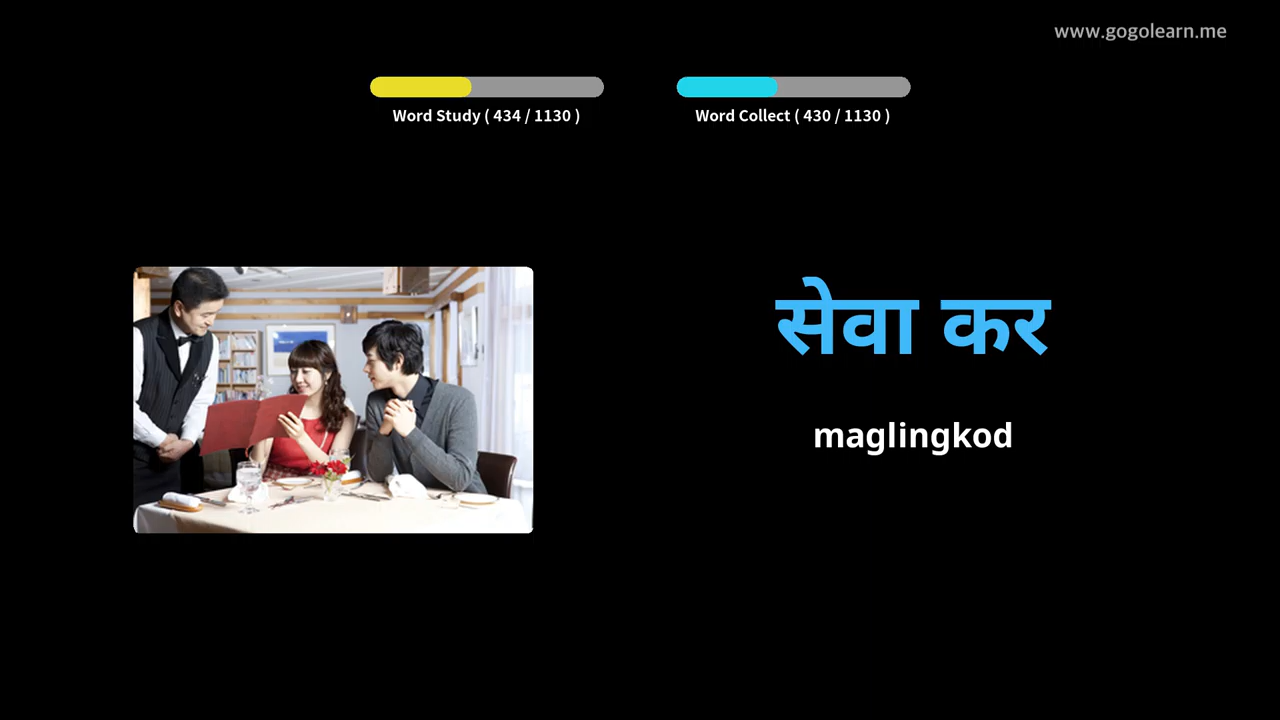 www.gogolearn.me
Word Study ( 434 / 1130 )
Word Collect ( 430 / 1130 )
सेवा कर
maglingkod